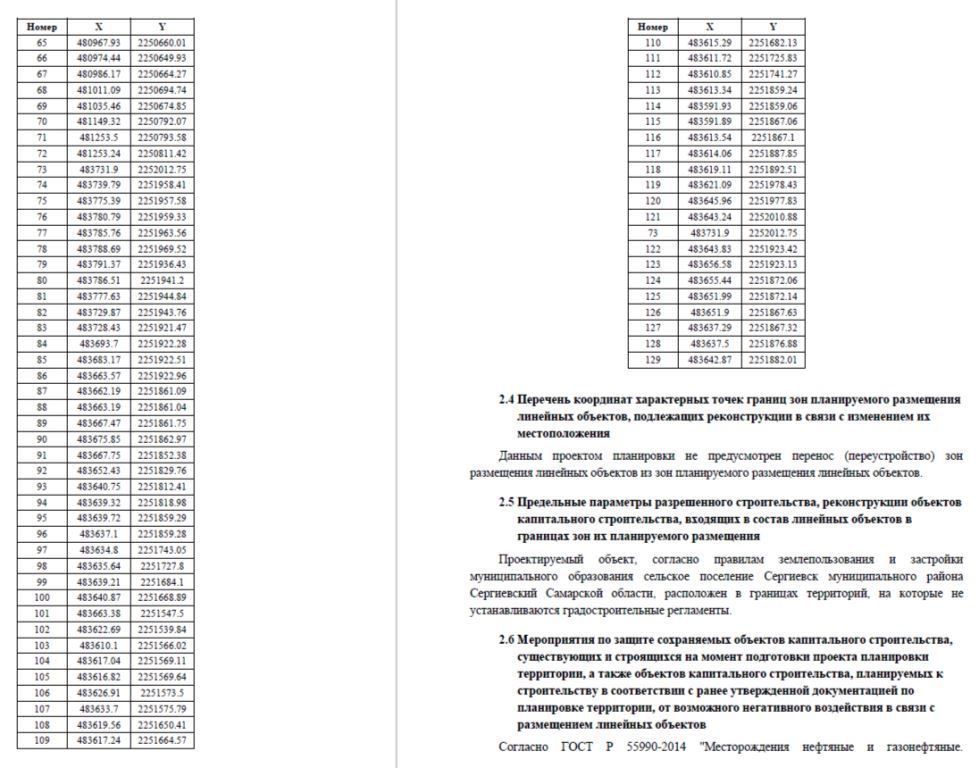 Номер X Y
65 480967.93 2250660.01
66 480974.44 2250649.93
67 480986.17 2250664.27
68 481011.09 2250694.74
69 481035.46 2250674.85
70 481149.32 2250792.07
71 481253.5 2250793.58
72 481253.24 2250811.42
73 483731.9 2252012.75
74 483739.79 2251958.41
75 483775.39 2251957.58
76 483780.79 2251959.33
77 483785.76 2251963.56
78 483788.69 2251969.52
79 483791.37 2251936.43
80 483786.51 2251941.2
81 483777.63 2251944.84
82 483729.87 2251943.76
83 483728.43 2251921.47
84 483693.7 2251922.28
85 483683.17 2251922.51
86 483663.57 2251922.96
87 483662.19 2251861.09
88 483663.19 2251861.04
89 483667.47 2251861.75
90 483675.85 2251862.97
91 483667.75 2251852.38
92 483652.43 2251829.76
93 483640.75 2251812.41
94 483639.32 2251818.98
95 483639.72 2251859.29
96 483637.1 2251859.28
97 483634.8 2251743.05
98 483635.64 2251727.8
99 483639.21 2251684.1
100 483640.87 2251668.89
101 483663.38 2251547.5
102 483622.69 2251539.84
103 483610.1 2251566.02
104 483617.04 2251569.11
105 483616.82 2251569.64
106 483626.91 2251573.5
107 483633.7 2251575.79
108 483619.56 2251650.41
109 483617.24 2251664.57
Номер X Y
110 483615.29 2251682.13
111 483611.72 2251725.83
112 483610.85 2251741.27
113 483613.34 2251859.24
114 483591.93 2251859.06
115 483591.89 2251867.06
116 483613.54 2251867.1
117 483614.06 2251887.85
118 483619.11 2251892.51
119 483621.09 2251978.43
120 483645.96 2251977.83
121 483643.24 2252010.88
73 483731.9 2252012.75
122 483643.83 2251923.42
123 483656.58 2251923.13
124 483655.44 2251872.06
125 483651.99 2251872.14
126 483651.9 2251867.63
127 483637.29 2251867.32
128 483637.5 2251876.88
129 483642.87 2251882.01
2.4 Перечень координат характерных точек границ зон планируемого размещения
линейных объектов, подлежащих реконструкции в связи с изменением их
местоположения
Данным проектом планировки не предусмотрен перенос (переустройство) зон
размещения линейных объектов из зон планируемого размещения линейных объектов.
2.5 Предельные параметры разрешенного строительства, реконструкции объектов
капитального строительства, входящих в состав линейных объектов в
границах зон их планируемого размещения
Проектируемый объект, согласно правилам землепользования и застройки
муниципального образования сельское поселение Сергиевск муниципального района
Сергиевский Самарской области, расположен в границах территорий, на которые не
устанавливаются градостроительные регламенты.
2.6 Мероприятия по защите сохраняемых объектов капитального строительства,
существующих и строящихся на момент подготовки проекта планировки
территории, а также объектов капитального строительства, планируемых к
строительству в соответствии с ранее утвержденной документацией по
планировке территории, от возможного негативного воздействия в связи с
размещением линейных объектов
Согласно ГОСТ Р 55990-2014 "Месторождения нефтяные и газонефтяные.